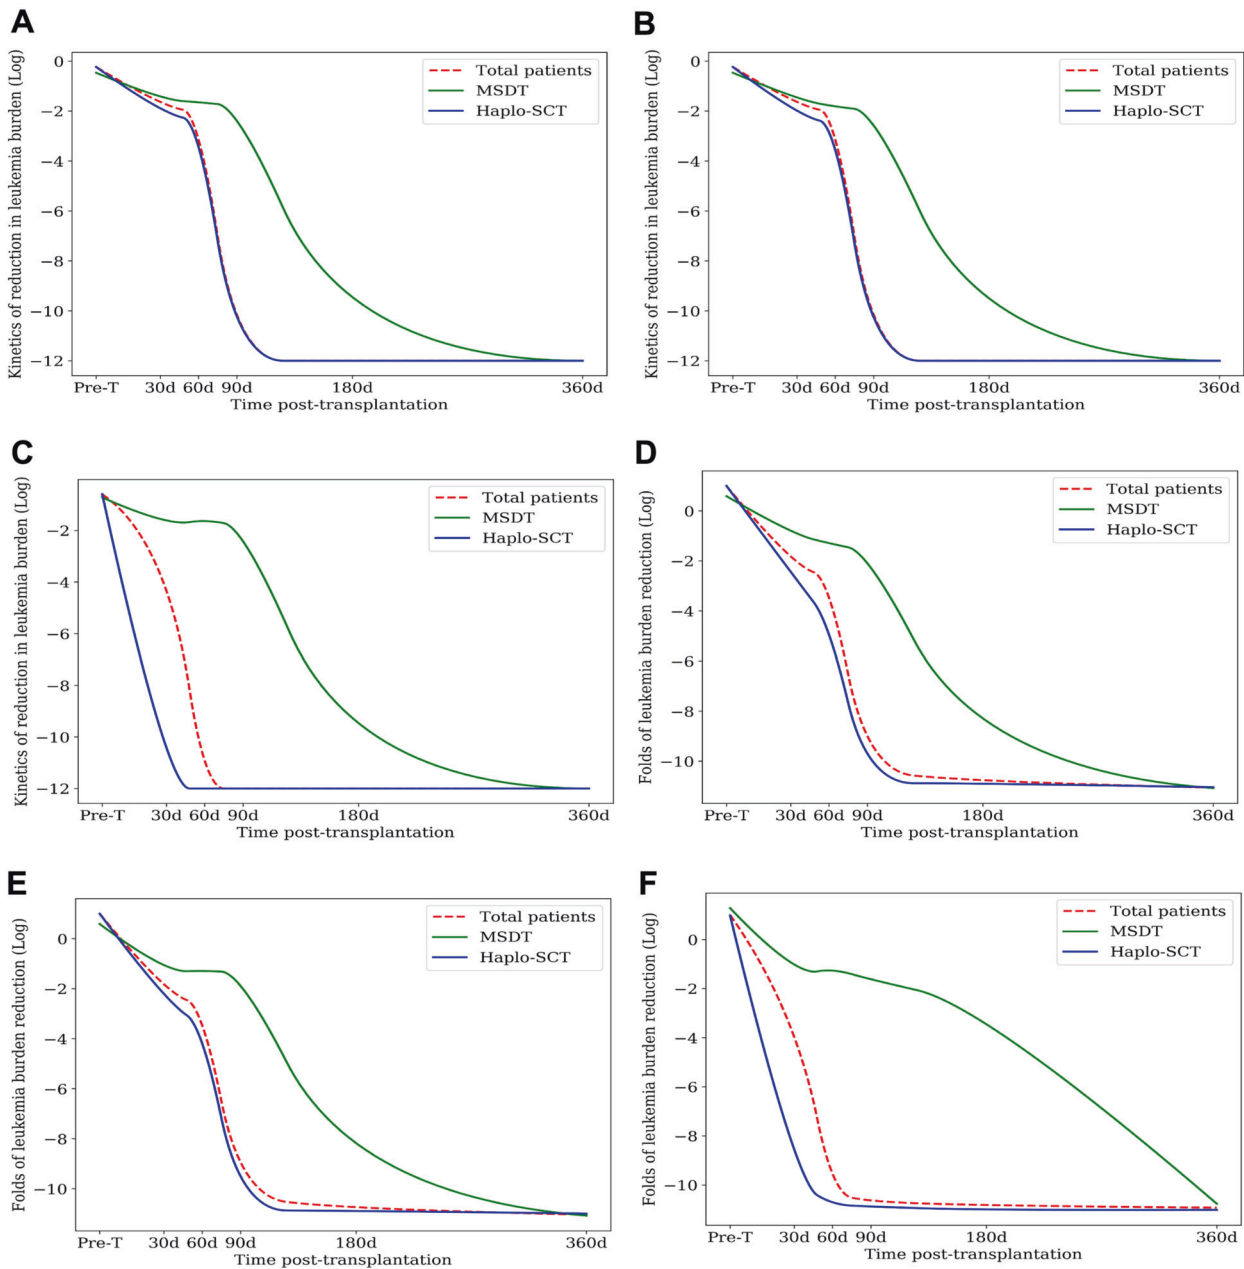 A
Kinetics of reduction in leukemia burden (Log)
0
−2
−4
−6
−8
−10
−12
Total patients
MSDT
Haplo-SCT
Pre-T 30d 60d 90d 180d 360d
Time post-transplantation
B
Kinetics of reduction in leukemia burden (Log)
0
−2
−4
−6
−8
−10
−12
Total patients
MSDT
Haplo-SCT
Pre-T 30d 60d 90d 180d 360d
Time post-transplantation
C
Kinetics of reduction in leukemia burden (Log)
−2
−4
−6
−8
−10
−12
Total patients
MSDT
Haplo-SCT
Pre-T 30d 60d 90d 180d 360d
Time post-transplantation
D
Folds of leukemia burden reduction (Log)
0
−2
−4
−6
−8
−10
Total patients
MSDT
Haplo-SCT
Pre-T 30d 60d 90d 180d 360d
Time post-transplantation
E
Folds of leukemia burden reduction (Log)
0
−2
−4
−6
−8
−10
Total patients
MSDT
Haplo-SCT
Pre-T 30d 60d 90d 180d 360d
Time post-transplantation
F
Folds of leukemia burden reduction (Log)
0
−2
−4
−6
−8
−10
Total patients
MSDT
Haplo-SCT
Pre-T 30d 60d 90d 180d 360d
Time post-transplantation